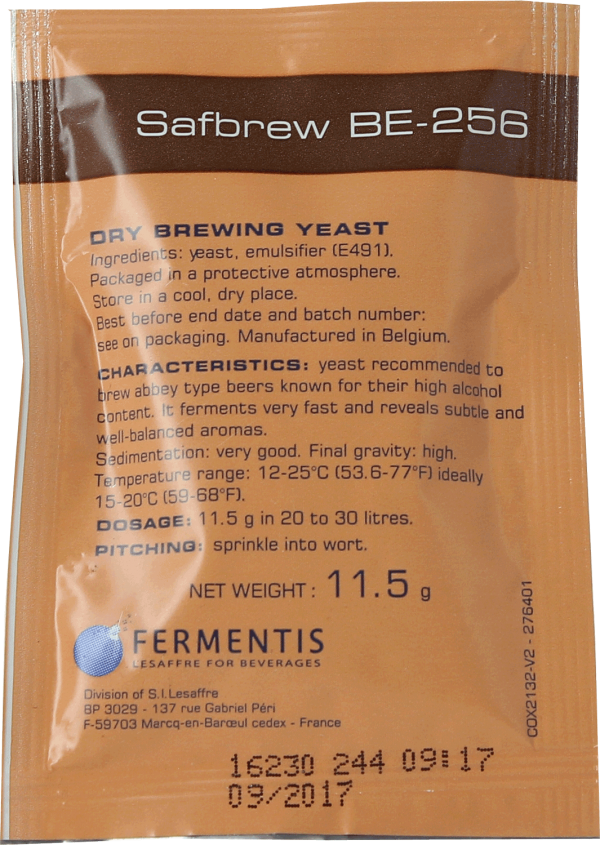 Safbrew BE-256
DRY BREWING YEAST
Ingredients: yeast, emulsifier (E491).
Packaged in a protective atmosphere.
Store in a cool, dry place.
Best before end date and batch number:
see on packaging. Manufactured in Belgium.
CHARACTERISTICS: yeast recommended to
brew abbey type beers known for their high alcohol
content. It ferments very fast and reveals subtle and
well-balanced aromas.
Sedimentation: very good. Final gravity: high.
Temperature range: 12-25°C (53.6-77°F) ideally
15-20°C (59-68°F).
DOSAGE: 11.5 g in 20 to 30 litres.
PITCHING: sprinkle into wort.
NET WEIGHT: 11.5 g
FERMENTIS
LESAFFRE FOR BEVERAGES
Division of S.I.Lesaffre
BP 3029 - 137 rue Gabriel Péri
F-59703 Marcq-en-Barœul cedex - France
COX2132-V2 - 276401
16230 244 09:17
09/2017